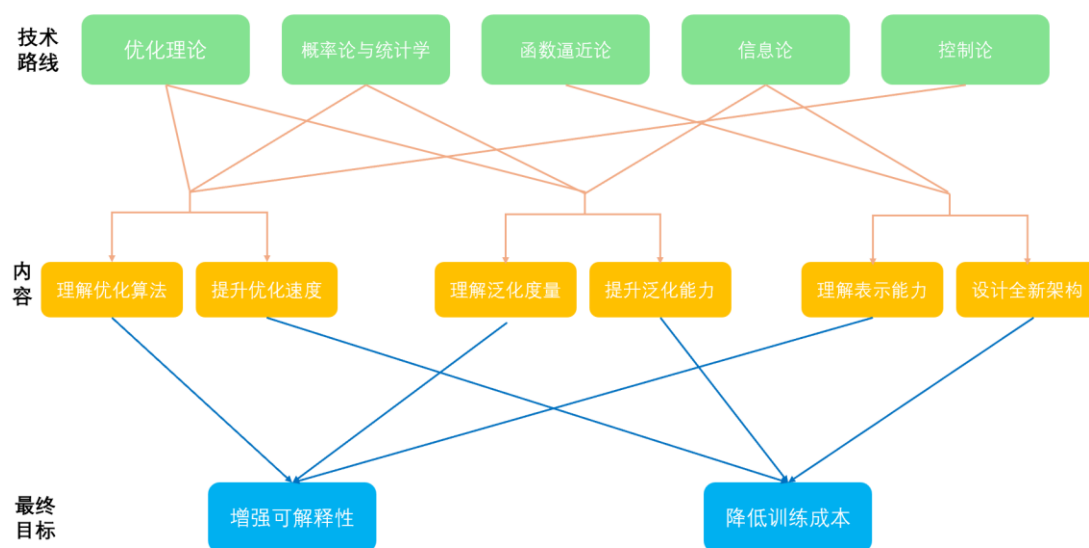 技术
路线
优化理论
概率论与统计学
函数逼近论
信息论
控制论
内
容
理解优化算法
提升优化速度
理解泛化度量
提升泛化能力
理解表示能力
设计全新架构
最终
目标
增强可解释性
降低训练成本